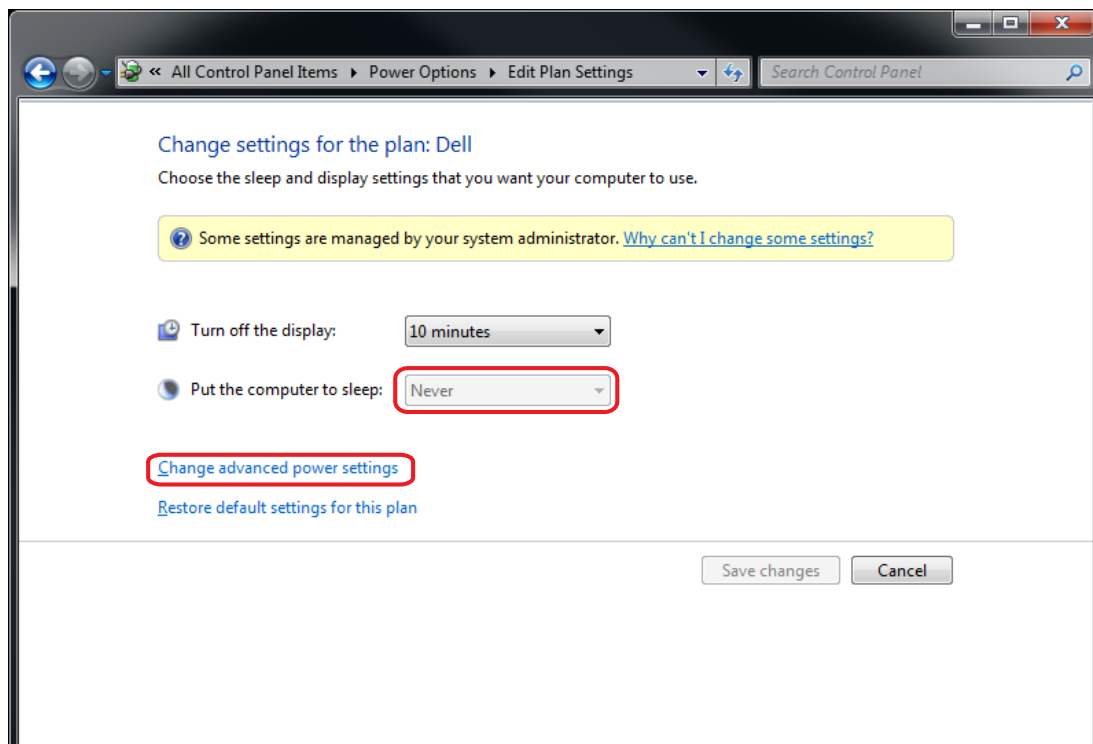 « All Control Panel Items ▸ Power Options ▸ Edit Plan Settings
Search Control Panel
Change settings for the plan: Dell
Choose the sleep and display settings that you want your computer to use.
Some settings are managed by your system administrator. Why can't I change some settings?
Turn off the display: 10 minutes
Put the computer to sleep: Never
Change advanced power settings
Restore default settings for this plan
Save changes Cancel